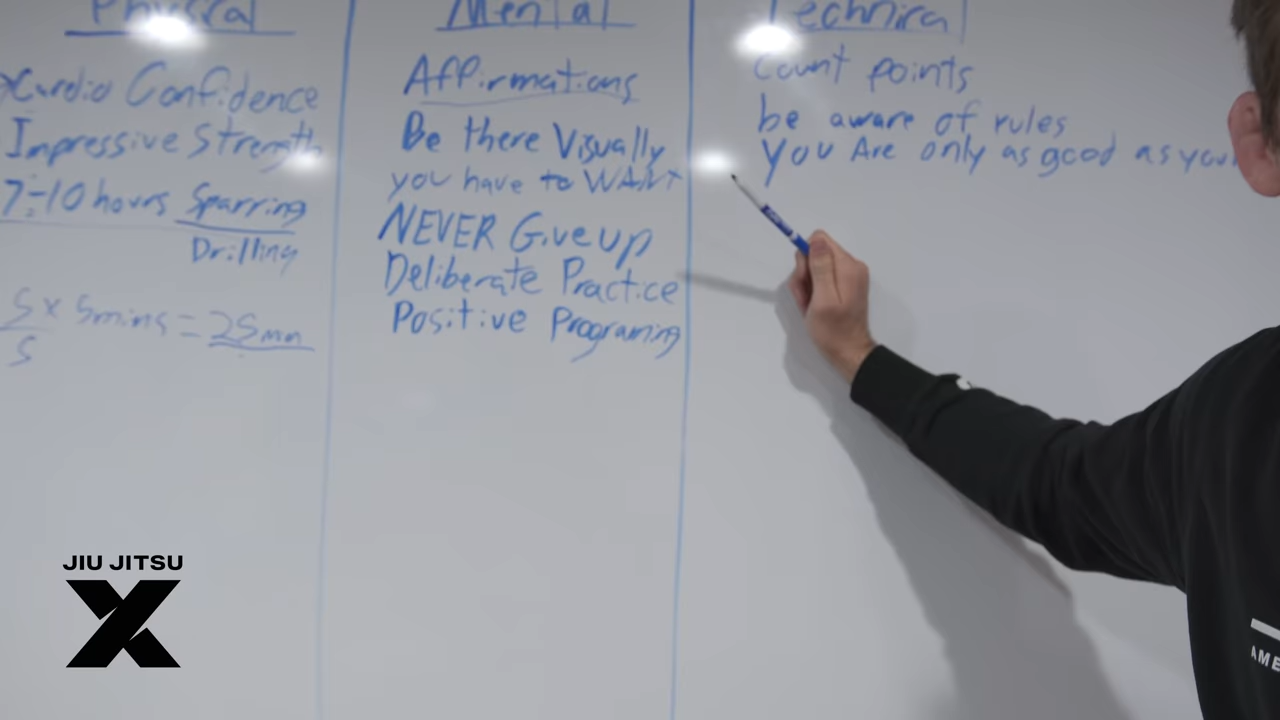 Physical
Cardio Confidence
Impressive Strength
7-10 hours Sparring
Drilling
5 x 5mins = 25min
5
Mental
Affirmations
Be there Visually
you have to WANT
NEVER Give up
Deliberate Practice
Positive Programing
Technical
Count points
be aware of rules
you Are only as good as your
JIU JITSU
X
AME